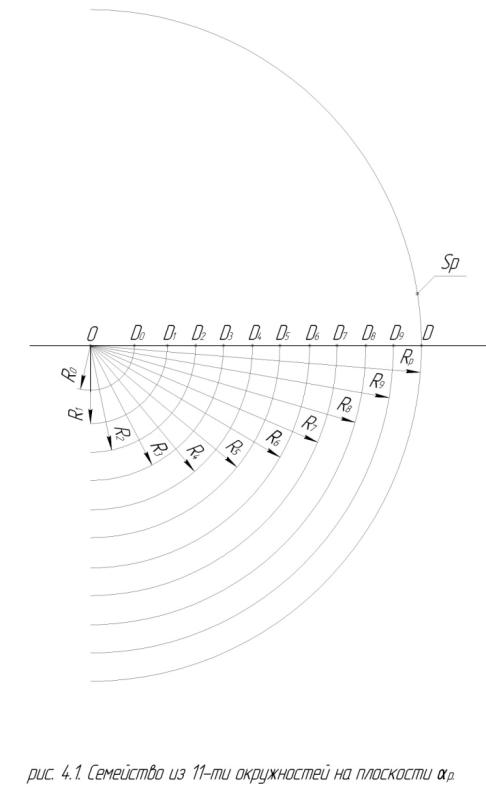 Sp
O D₀ D₁ D₂ D₃ D₄ D₅ D₆ D₇ D₈ D₉ D
R₀ R₁ R₂ R₃ R₄ R₅ R₆ R₇ R₈ R₉ Rр
рис. 4.1. Семейство из 11-ти окружностей на плоскости αр.